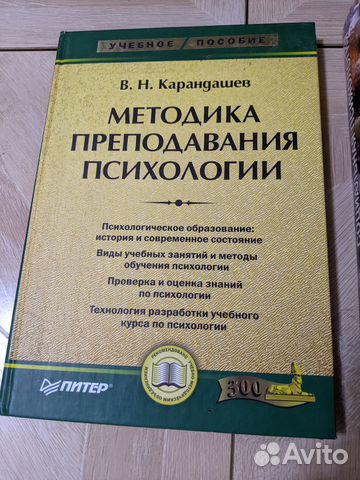 УЧЕБНОЕ ПОСОБИЕ
В. Н. Карандашев
МЕТОДИКА
ПРЕПОДАВАНИЯ
ПСИХОЛОГИИ
Психологическое образование:
история и современное состояние
Виды учебных занятий и методы
обучения психологии
Проверка и оценка знаний
по психологии
Технология разработки учебного
курса по психологии
РЕКОМЕНДОВАНО
ПИТЕР
300
Avito